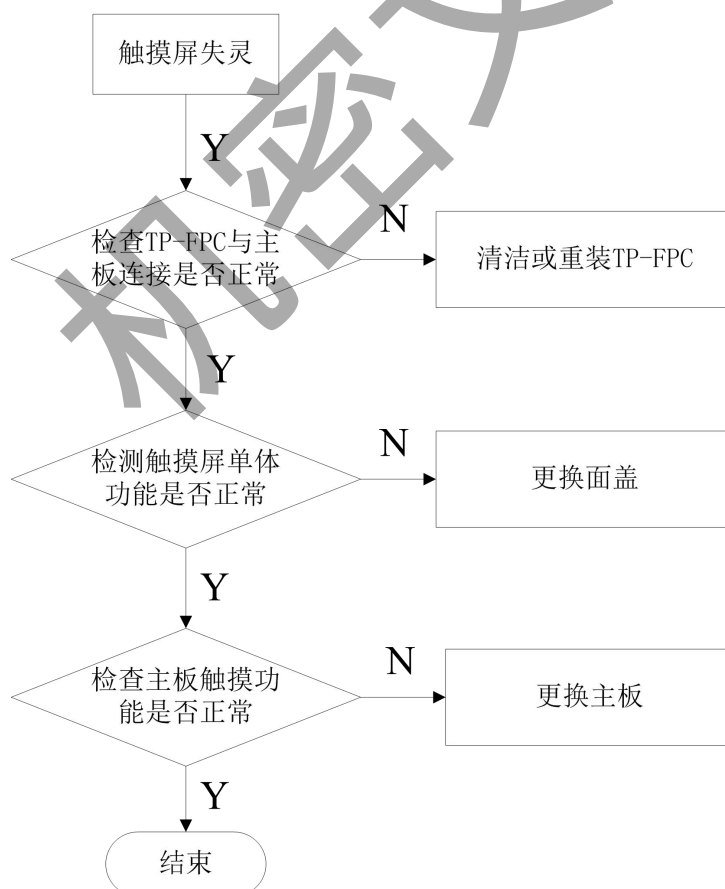 触摸屏失灵
Y
检查TP-FPC与主
板连接是否正常
N
清洁或重装TP-FPC
Y
检测触摸屏单体
功能是否正常
N
更换面盖
Y
检查主板触摸功
能是否正常
N
更换主板
Y
结束
机密